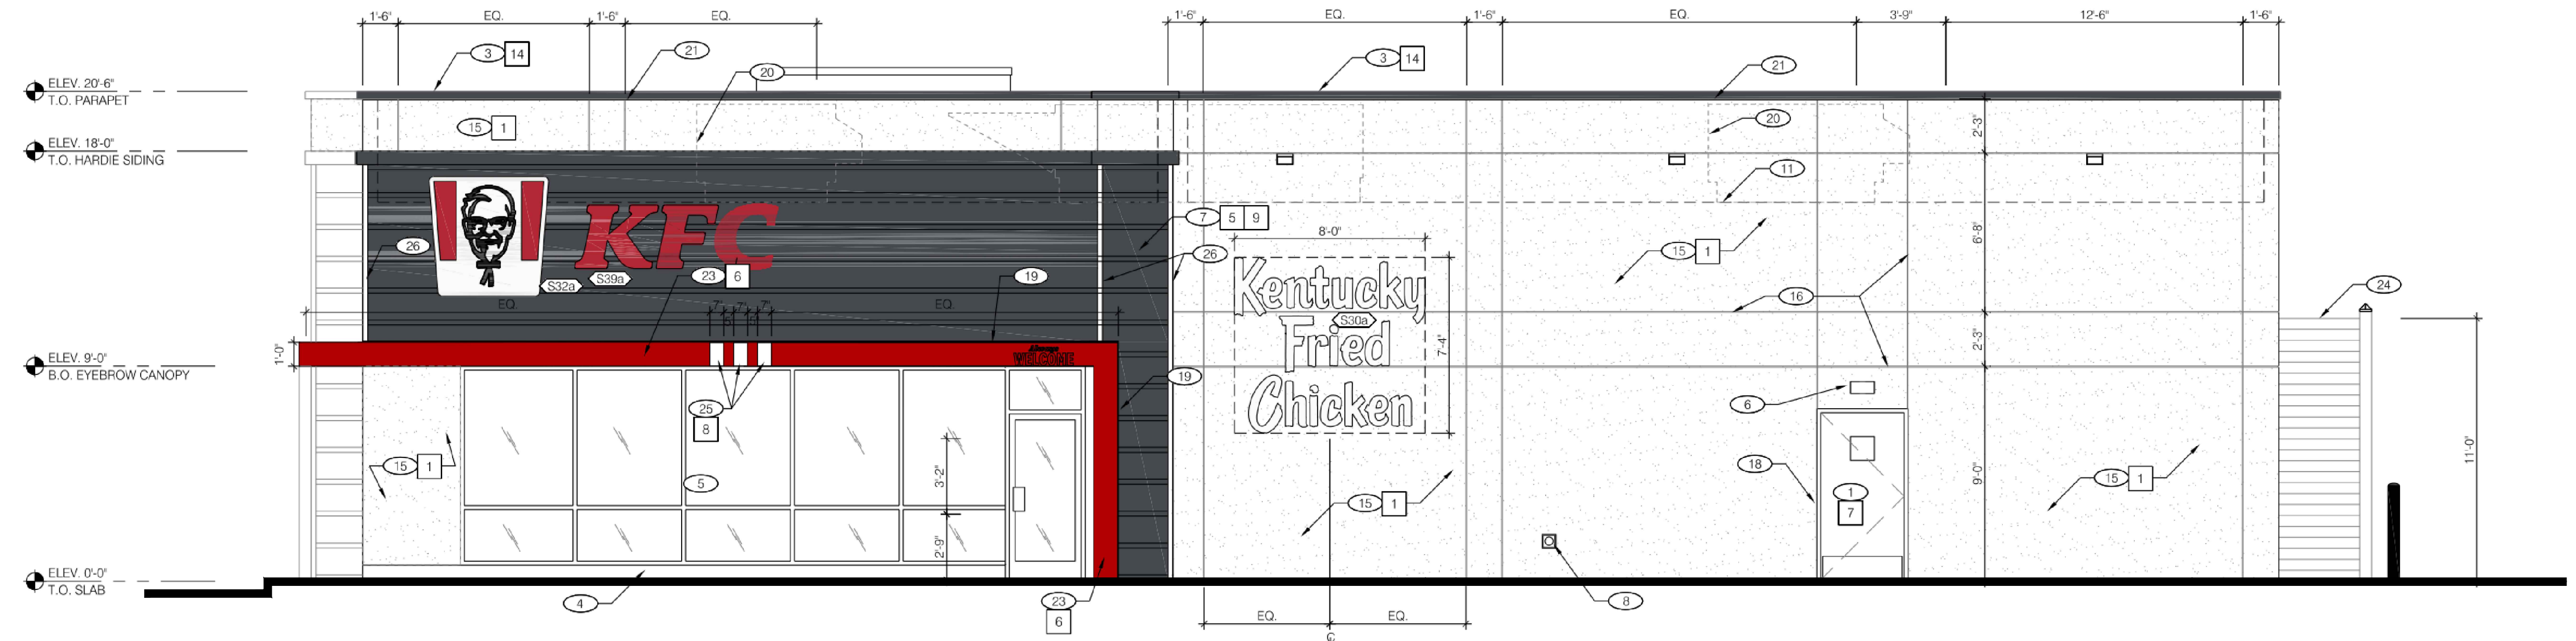 1'-6" EQ. 1'-6" EQ. 1'-6" EQ. 1'-6" EQ. 3'-9" 12'-6" 1'-6"
3 14 21 20 3 14 21
ELEV. 20'-6"
T.O. PARAPET
15 1 20 2'-3"
ELEV. 18'-0"
T.O. HARDIE SIDING
11
7 5 9
26 KFC 8'-0" 15 1 6'-8"
26
S32a S39a 23 6 19
Kentucky
24
16
EQ. EQ.
7" 7" 7"
S30a
Fried
7'-4"
2'-3"
1'-0"
Always
WELCOME
ELEV. 9'-0"
B.O. EYEBROW CANOPY
19
6
Chicken
25
8
15 1 3'-2" 18 9'-0" 15 1 11'-0"
5
15 1
1
7
2'-9"
ELEV. 0'-0"
T.O. SLAB
4 23 8
6
EQ. EQ.